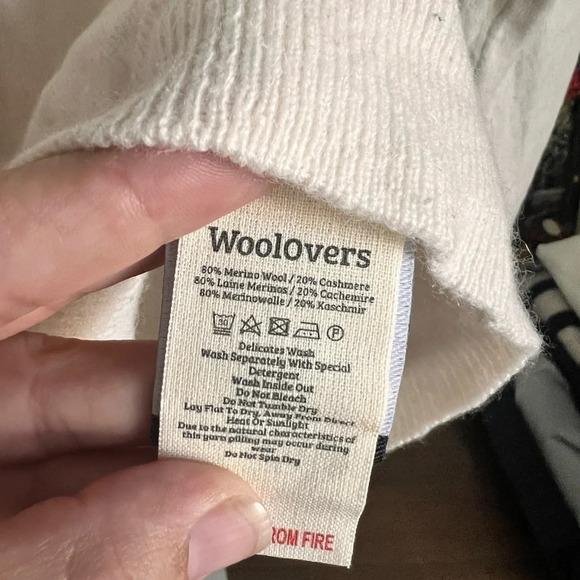 WoolOvers
80% Merino Wool / 20% Cashmere
80% Laine Merinos / 20% Cachemire
80% Merinowolle / 20% Kaschmir
Delicates Wash
Wash Separately With Special
Detergent
Wash Inside Out
Do Not Bleach
Do Not Tumble Dry
Lay Flat To Dry, Away From Direct
Heat Or Sunlight
Due to the natural characteristics of
this yarn pilling may occur during
wear
Do Not Spin Dry
FROM FIRE